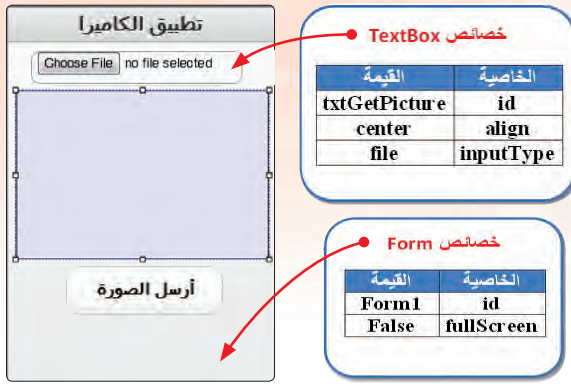 تطبيق الكاميرا
Choose File no file selected
أرسل الصورة
خصائص TextBox
الخاصية القيمة
id txtGetPicture
align center
inputType file
خصائص Form
الخاصية القيمة
id Form1
fullScreen False